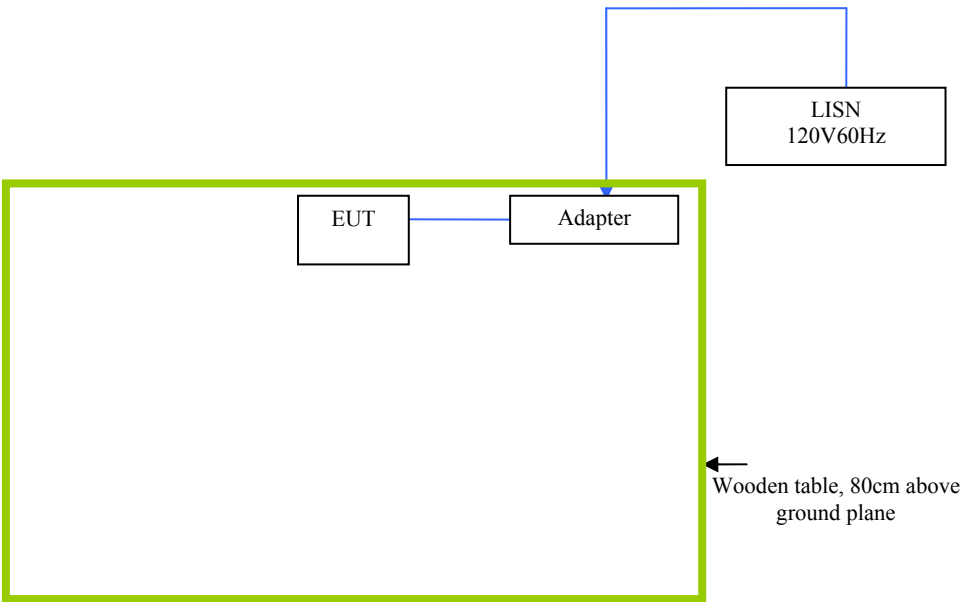 LISN
120V60Hz
EUT
Adapter
Wooden table, 80cm above
ground plane